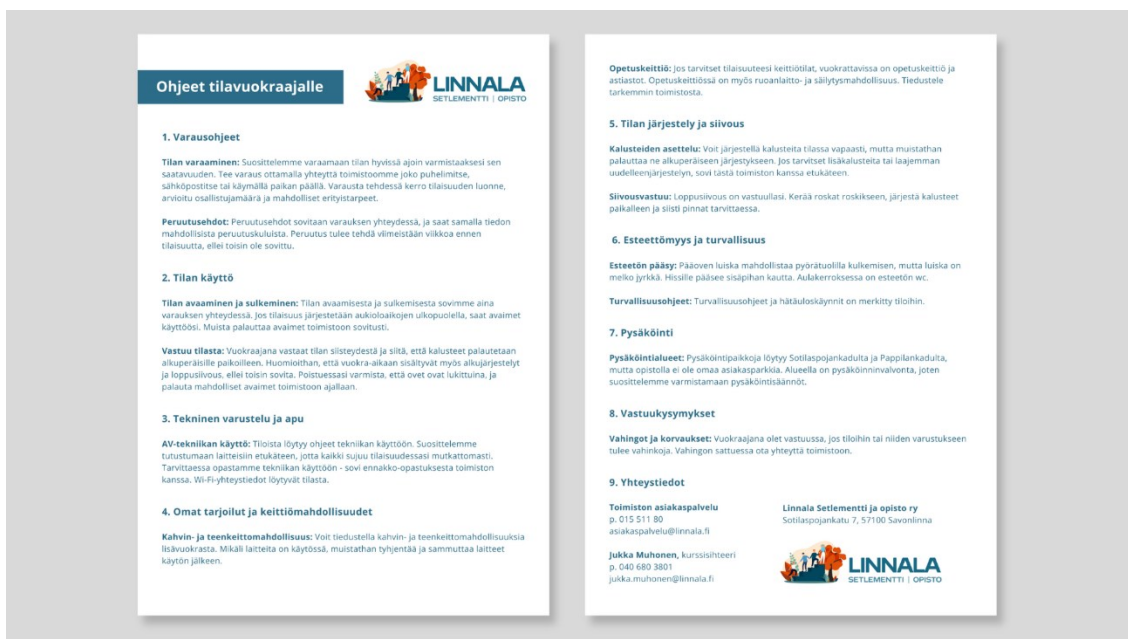 Ohjeet tilavuokraajalle
LINNALA
SETLEMENTTI | OPISTO
1. Varausohjeet
Tilan varaaminen: Suosittelemme varaamaan tilan hyvissä ajoin varmistaaksesi sen
saatavuuden. Tee varaus ottamalla yhteyttä toimistoomme joko puhelimitse,
sähköpostitse tai käymällä paikan päällä. Varausta tehdessä kerro tilaisuuden luonne,
arvioitu osallistujamäärä ja mahdolliset erityistarpeet.
Peruutusehdot: Peruutusehdot sovitaan varauksen yhteydessä, ja saat samalla tiedon
mahdollisista peruutuskuluista. Peruutus tulee tehdä viimeistään viikkoa ennen
tilaisuutta, ellei toisin ole sovittu.
2. Tilan käyttö
Tilan avaaminen ja sulkeminen: Tilan avaamisesta ja sulkemisesta sovimme aina
varauksen yhteydessä. Jos tilaisuus järjestetään aukioloaikojen ulkopuolella, saat avaimet
käyttöösi. Muista palauttaa avaimet toimistoon sovitusti.
Vastuu tilasta: Vuokraajana vastaat tilan siisteydestä ja siitä, että kalusteet palautetaan
alkuperäisille paikoilleen. Huomioithan, että vuokra-aikaan sisältyvät myös alkujärjestelyt
ja loppusiivous, ellei toisin sovita. Poistuessasi varmista, että ovet ovat lukittuina, ja
palauta mahdolliset avaimet toimistoon ajallaan.
3. Tekninen varustelu ja apu
AV-tekniikan käyttö: Tiloista löytyy ohjeet tekniikan käyttöön. Suosittelemme
tutustumaan laitteisiin etukäteen, jotta kaikki sujuu tilaisuudessasi mutkattomasti.
Tarvittaessa opastamme tekniikan käyttöön - sovi ennakko-opastuksesta toimiston
kanssa. Wi-Fi-yhteystiedot löytyvät tilasta.
4. Omat tarjoilut ja keittiömahdollisuudet
Kahvin- ja teenkeittomahdollisuus: Voit tiedustella kahvin- ja teenkeittomahdollisuuksia
lisävuokrasta. Mikäli laitteita on käytössä, muistathan tyhjentää ja sammuttaa laitteet
käytön jälkeen.
Opetuskeittiö: Jos tarvitset tilaisuuteesi keittiötilat, vuokrattavissa on opetuskeittiö ja
astiastot. Opetuskeittiössä on myös ruoanlaitto- ja säilytysmahdollisuus. Tiedustele
tarkemmin toimistosta.
5. Tilan järjestely ja siivous
Kalusteiden asettelu: Voit järjestellä kalusteita tilassa vapaasti, mutta muistathan
palauttaa ne alkuperäiseen järjestykseen. Jos tarvitset lisäkalusteita tai laajemman
uudelleenjärjestelyn, sovi tästä toimiston kanssa etukäteen.
Siivousvastuu: Loppusiivous on vastuullasi. Kerää roskat roskikseen, järjestä kalusteet
paikalleen ja siisti pinnat tarvittaessa.
6. Esteettömyys ja turvallisuus
Esteetön pääsy: Pääoven luiska mahdollistaa pyörätuolilla kulkemisen, mutta luiska on
melko jyrkkä. Hissille pääsee sisäpihan kautta. Aulakerroksessa on esteetön wc.
Turvallisuusohjeet: Turvallisuusohjeet ja hätäuloskäynnit on merkitty tiloihin.
7. Pysäköinti
Pysäköintialueet: Pysäköintipaikkoja löytyy Sotilaspojankadulta ja Pappilankadulta,
mutta opistolla ei ole omaa asiakasparkkia. Alueella on pysäköinninvalvonta, joten
suosittelemme varmistamaan pysäköintisäännöt.
8. Vastuukysymykset
Vahingot ja korvaukset: Vuokraajana olet vastuussa, jos tiloihin tai niiden varustukseen
tulee vahinkoja. Vahingon sattuessa ota yhteyttä toimistoon.
9. Yhteystiedot
Toimiston asiakaspalvelu
p. 015 511 80
asiakaspalvelu@linnala.fi
Jukka Muhonen, kurssisihteeri
p. 040 680 3801
jukka.muhonen@linnala.fi
Linnala Setlementti ja opisto ry
Sotilaspojankatu 7, 57100 Savonlinna
LINNALA
SETLEMENTTI | OPISTO